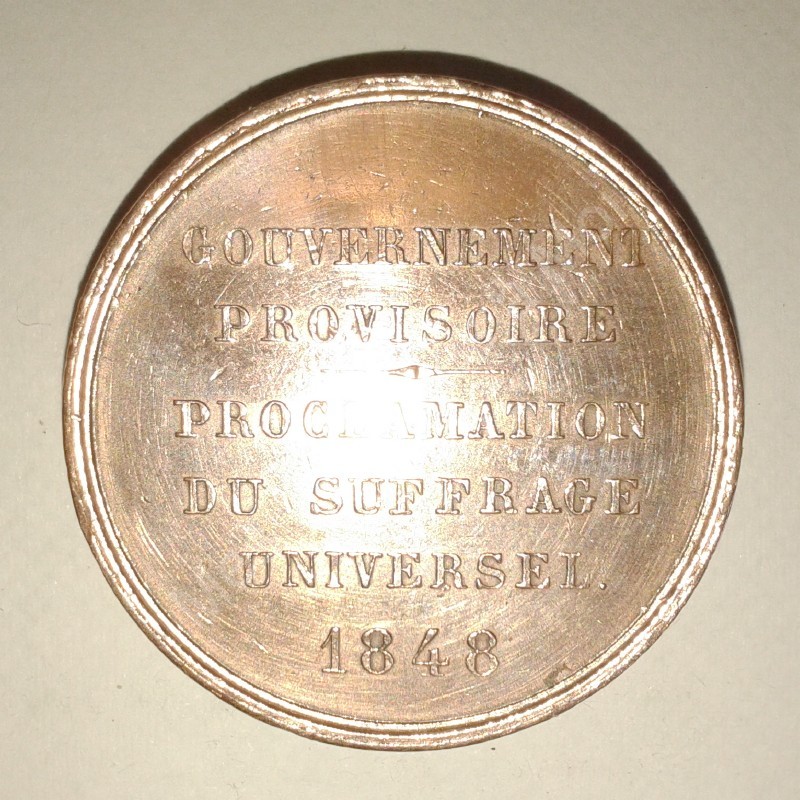 GOUVERNEMENT
PROVISOIRE
PROCLAMATION
DU SUFFRAGE
UNIVERSEL.
1848